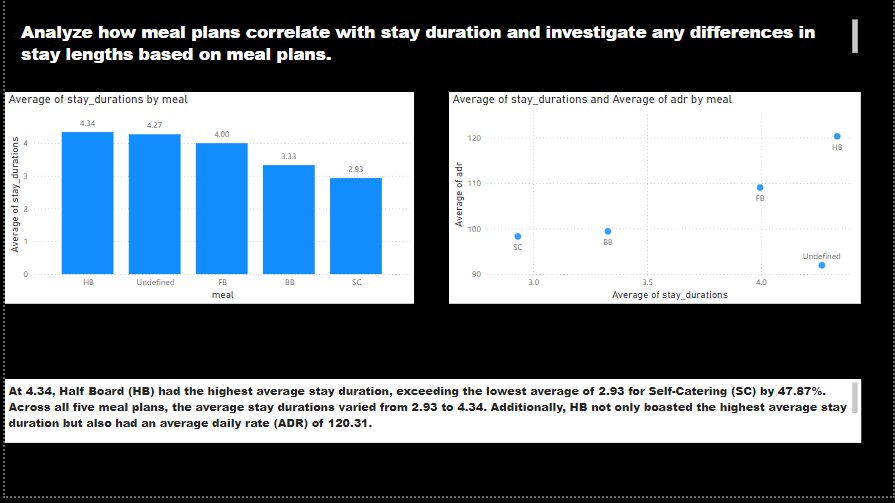 Analyze how meal plans correlate with stay duration and investigate any differences in
stay lengths based on meal plans.
Average of stay_durations by meal
Average of stay_durations
4
3
2
1
0
4.34
4.27
4.00
3.33
2.93
HB
Undefined
FB
BB
SC
meal
Average of stay_durations and Average of adr by meal
Average of adr
120
110
100
90
HB
FB
SC
BB
Undefined
3.0
3.5
4.0
Average of stay_durations
At 4.34, Half Board (HB) had the highest average stay duration, exceeding the lowest average of 2.93 for Self-Catering (SC) by 47.87%.
Across all five meal plans, the average stay durations varied from 2.93 to 4.34. Additionally, HB not only boasted the highest average stay
duration but also had an average daily rate (ADR) of 120.31.